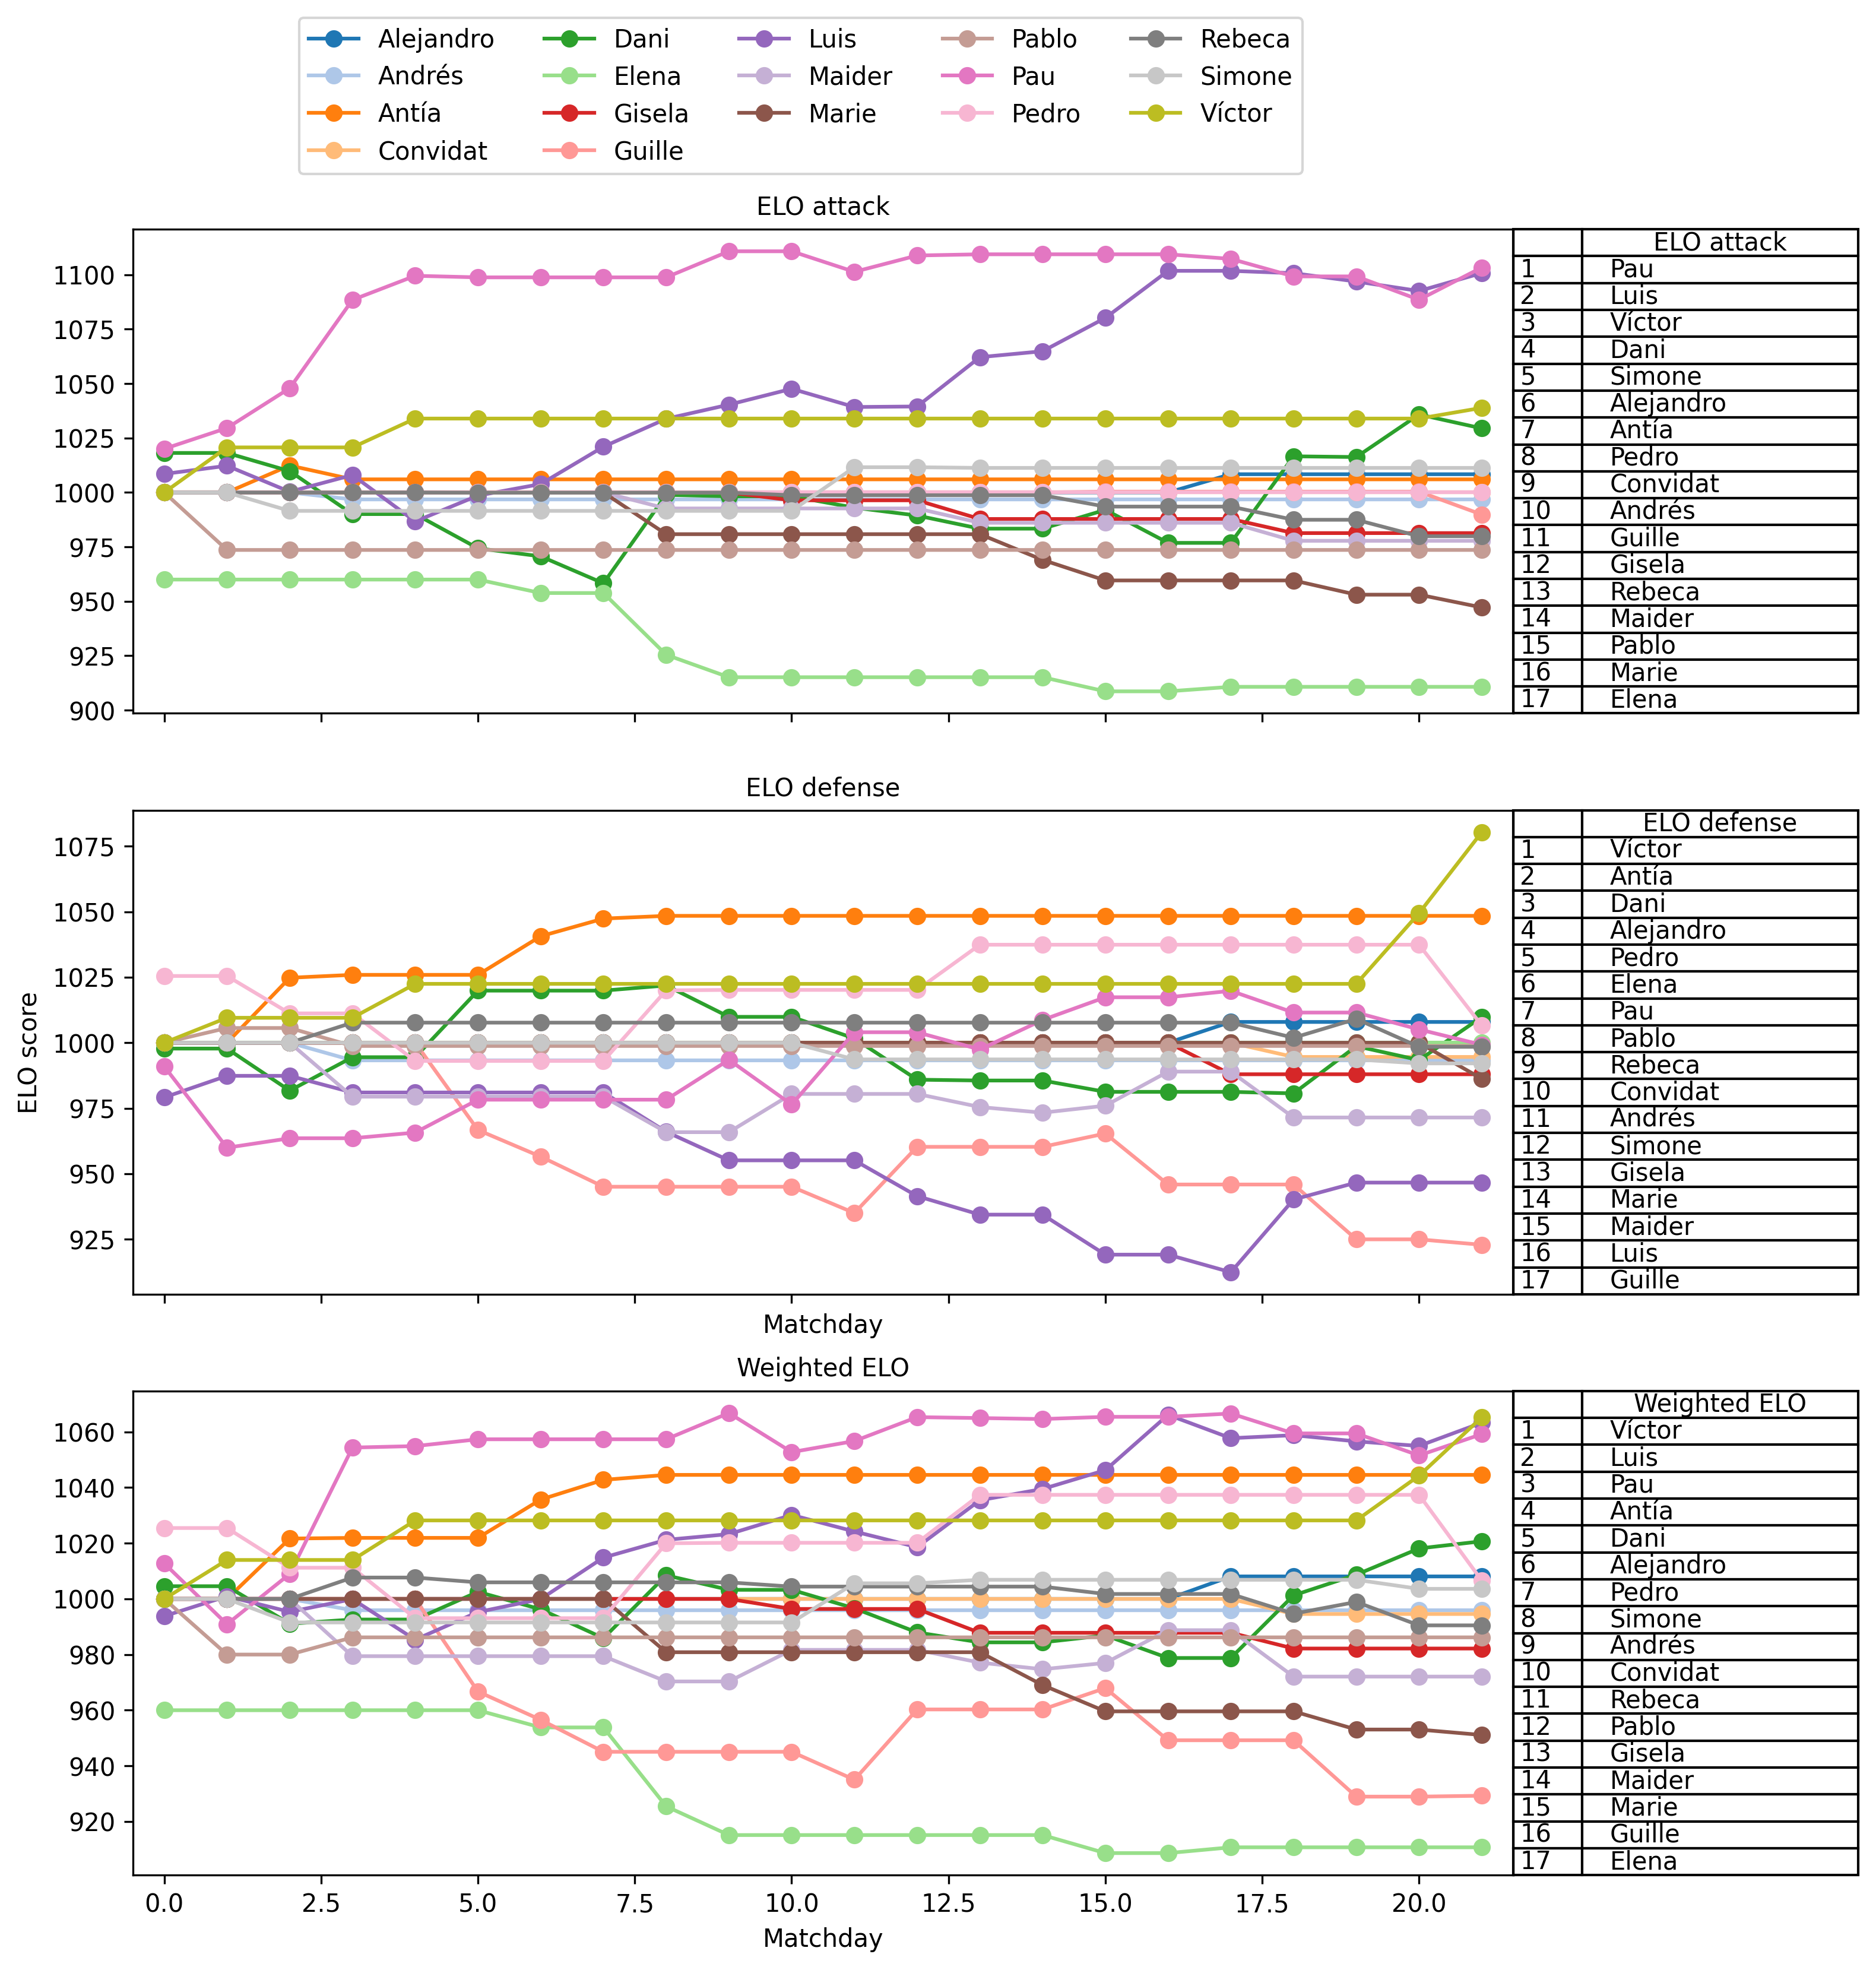 Alejandro Dani Luis Pablo Rebeca
Andrés Elena Maider Pau Simone
Antía Gisela Marie Pedro Víctor
Convidat Guille
ELO attack
1100
1075
1050
1025
1000
975
950
925
900
ELO attack
1 Pau
2 Luis
3 Víctor
4 Dani
5 Simone
6 Alejandro
7 Antía
8 Pedro
9 Convidat
10 Andrés
11 Guille
12 Gisela
13 Rebeca
14 Maider
15 Pablo
16 Marie
17 Elena
ELO defense
ELO score
1075
1050
1025
1000
975
950
925
Matchday
ELO defense
1 Víctor
2 Antía
3 Dani
4 Alejandro
5 Pedro
6 Elena
7 Pau
8 Pablo
9 Rebeca
10 Convidat
11 Andrés
12 Simone
13 Gisela
14 Marie
15 Maider
16 Luis
17 Guille
Weighted ELO
1060
1040
1020
1000
980
960
940
920
0.0 2.5 5.0 7.5 10.0 12.5 15.0 17.5 20.0
Matchday
Weighted ELO
1 Víctor
2 Luis
3 Pau
4 Antía
5 Dani
6 Alejandro
7 Pedro
8 Simone
9 Andrés
10 Convidat
11 Rebeca
12 Pablo
13 Gisela
14 Maider
15 Marie
16 Guille
17 Elena